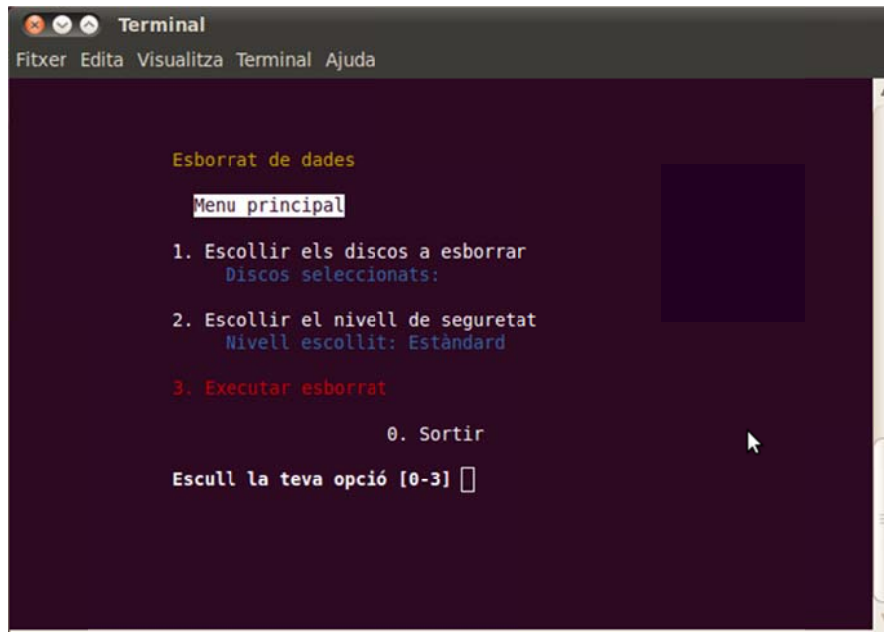 Terminal
Fitxer Edita Visualitza Terminal Ajuda
Esborrat de dades
Menu principal
1. Escollir els discos a esborrar
Discos seleccionats:
2. Escollir el nivell de seguretat
Nivell escollit: Estàndard
3. Executar esborrat
0. Sortir
Escull la teva opció [0-3]